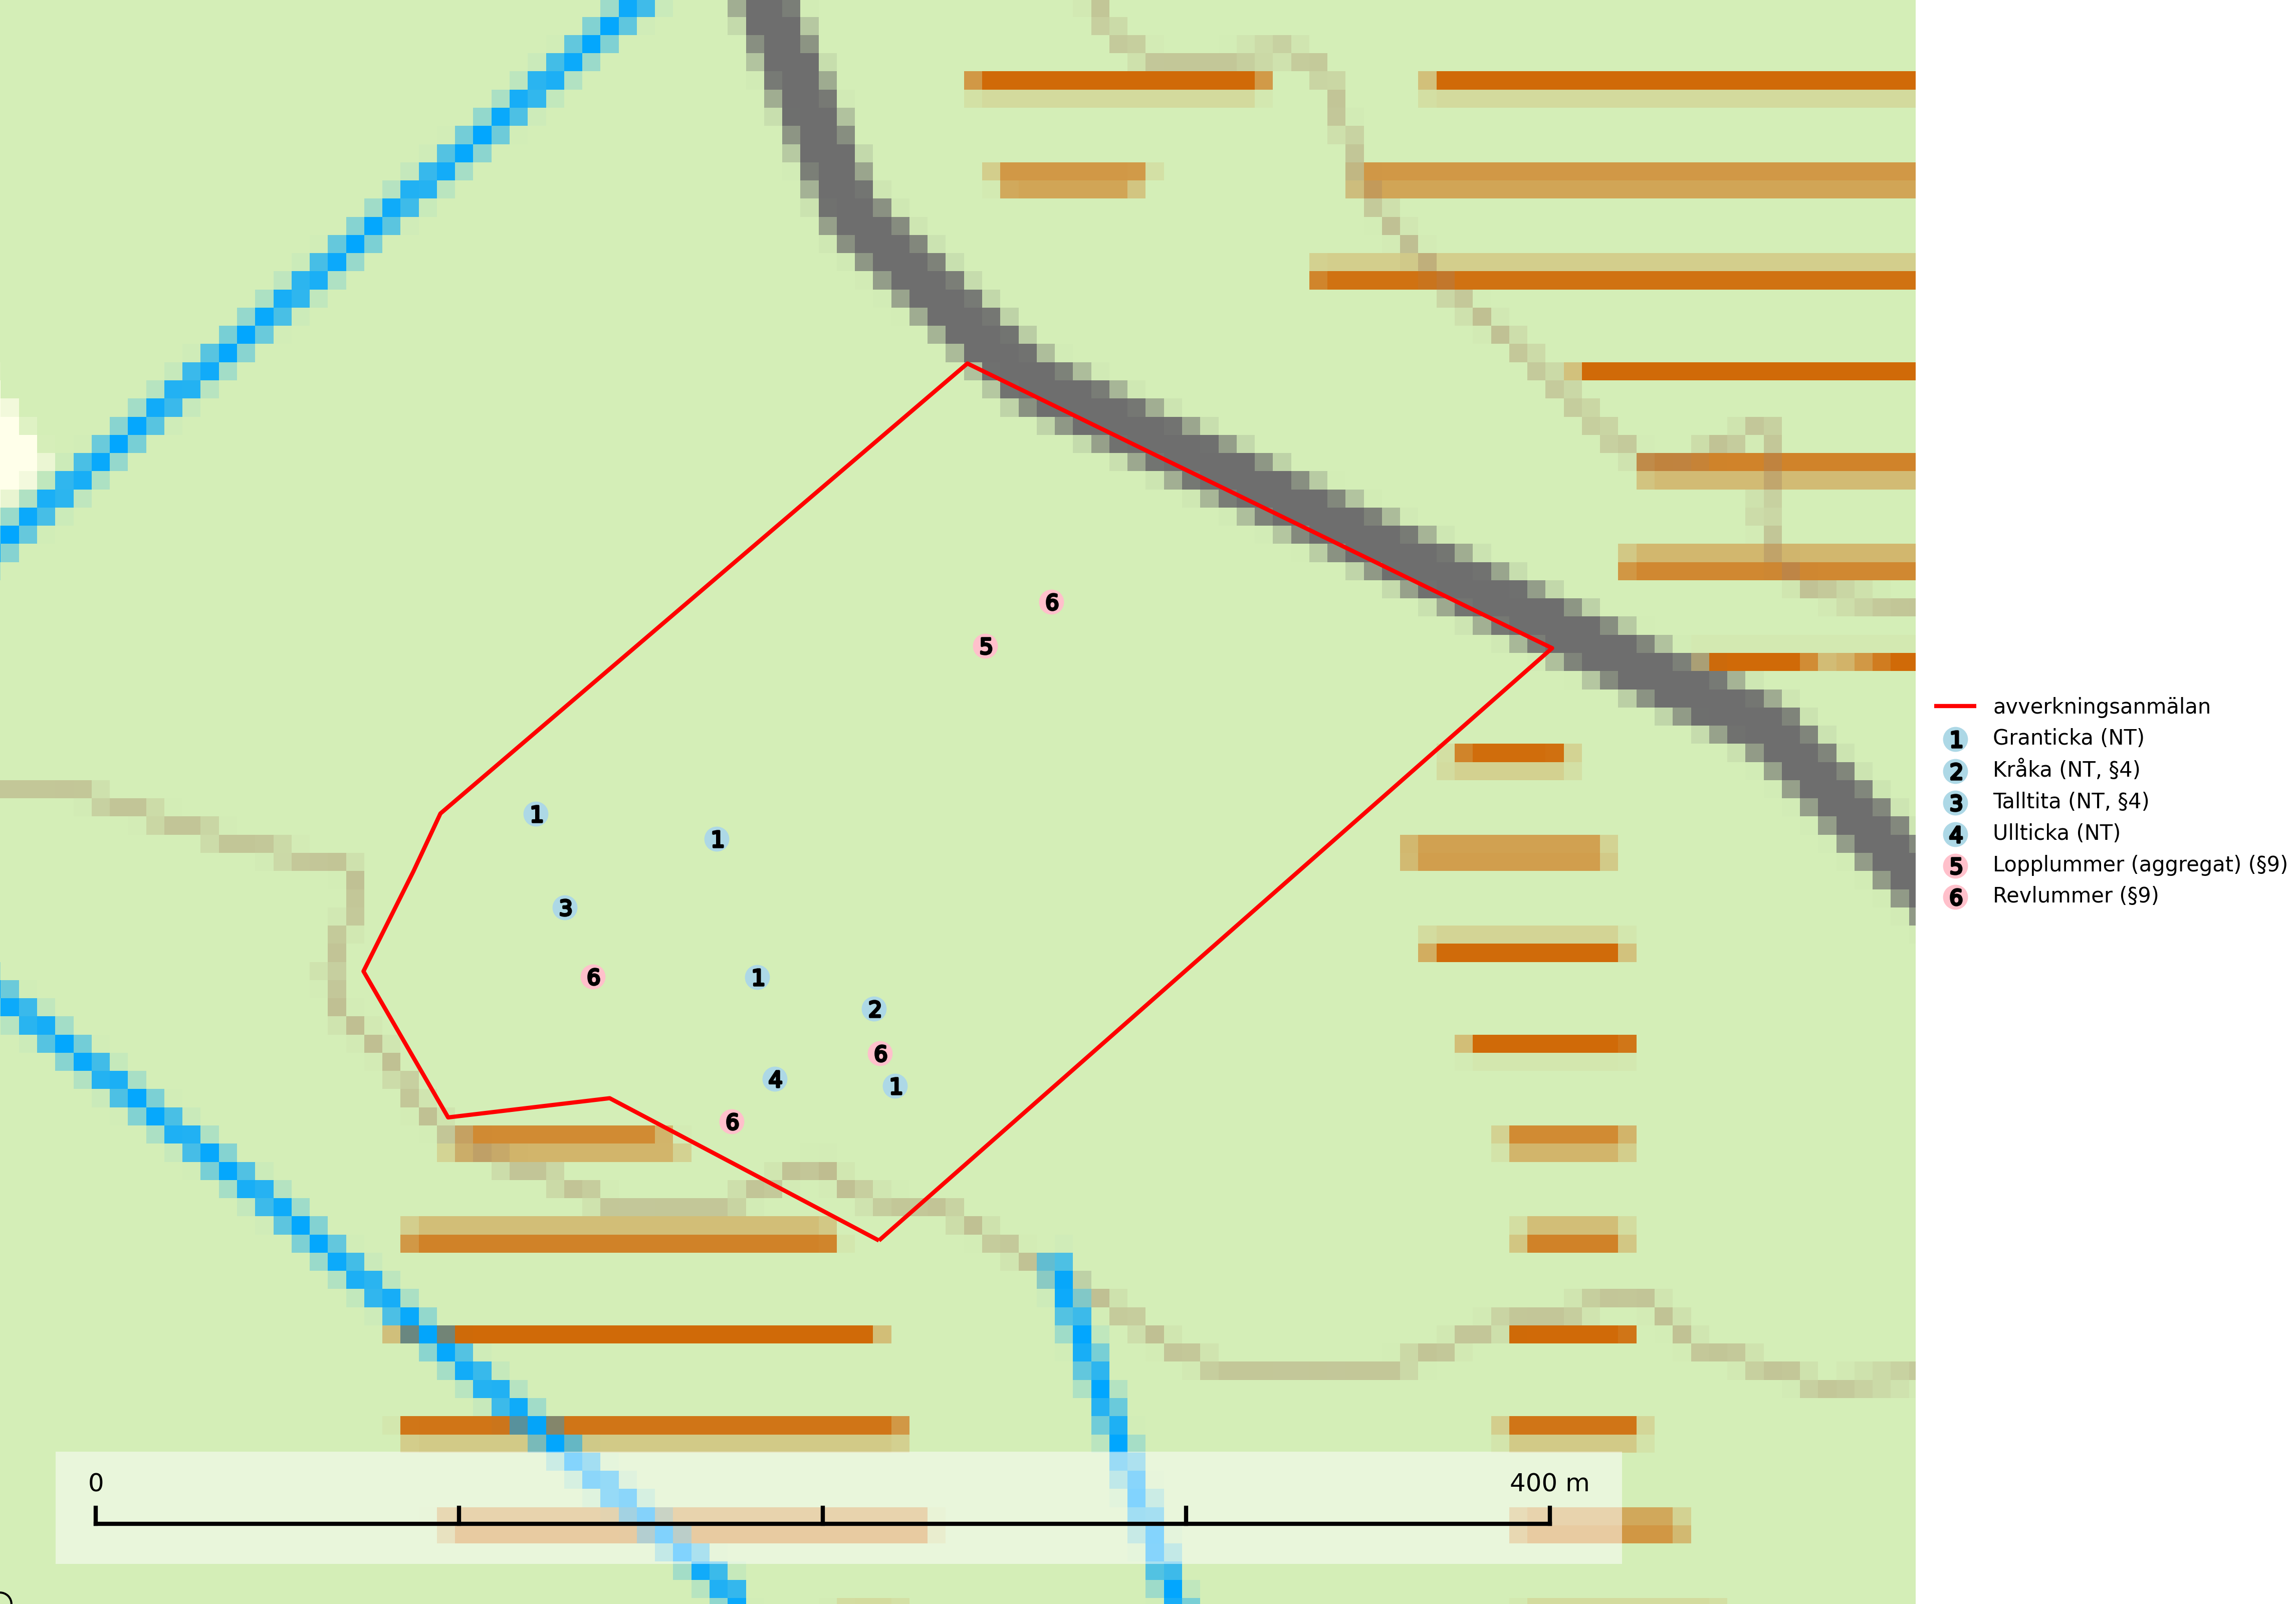 6
5
1
1
3
6
1
2
6
4
1
6
avverkningsanmälan
1 Granticka (NT)
2 Kråka (NT, §4)
3 Talltita (NT, §4)
4 Ullticka (NT)
5 Lopplummer (aggregat) (§9)
6 Revlummer (§9)
0 400 m